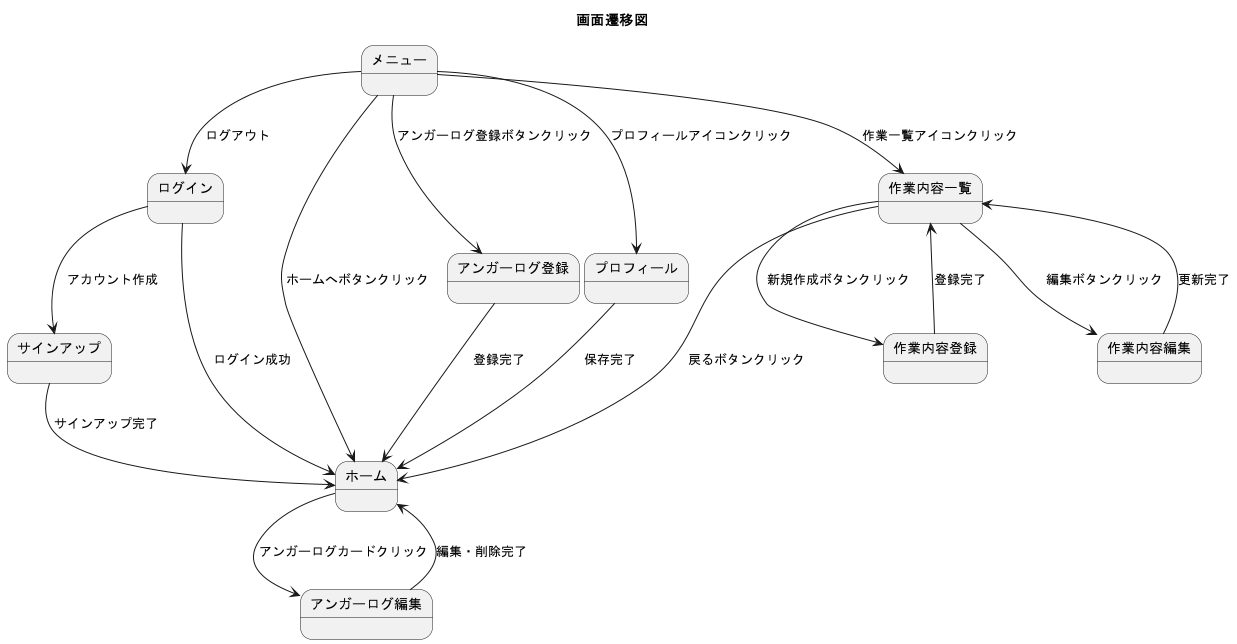 画面遷移図
メニュー
ログアウト
アンガーログ登録ボタンクリック
プロフィールアイコンクリック
作業一覧アイコンクリック
ログイン
作業内容一覧
アンガーログ登録
プロフィール
アカウント作成
ホームへボタンクリック
新規作成ボタンクリック
登録完了
編集ボタンクリック
更新完了
サインアップ
作業内容登録
作業内容編集
ログイン成功
登録完了
保存完了
戻るボタンクリック
サインアップ完了
ホーム
アンガーログカードクリック
編集・削除完了
アンガーログ編集